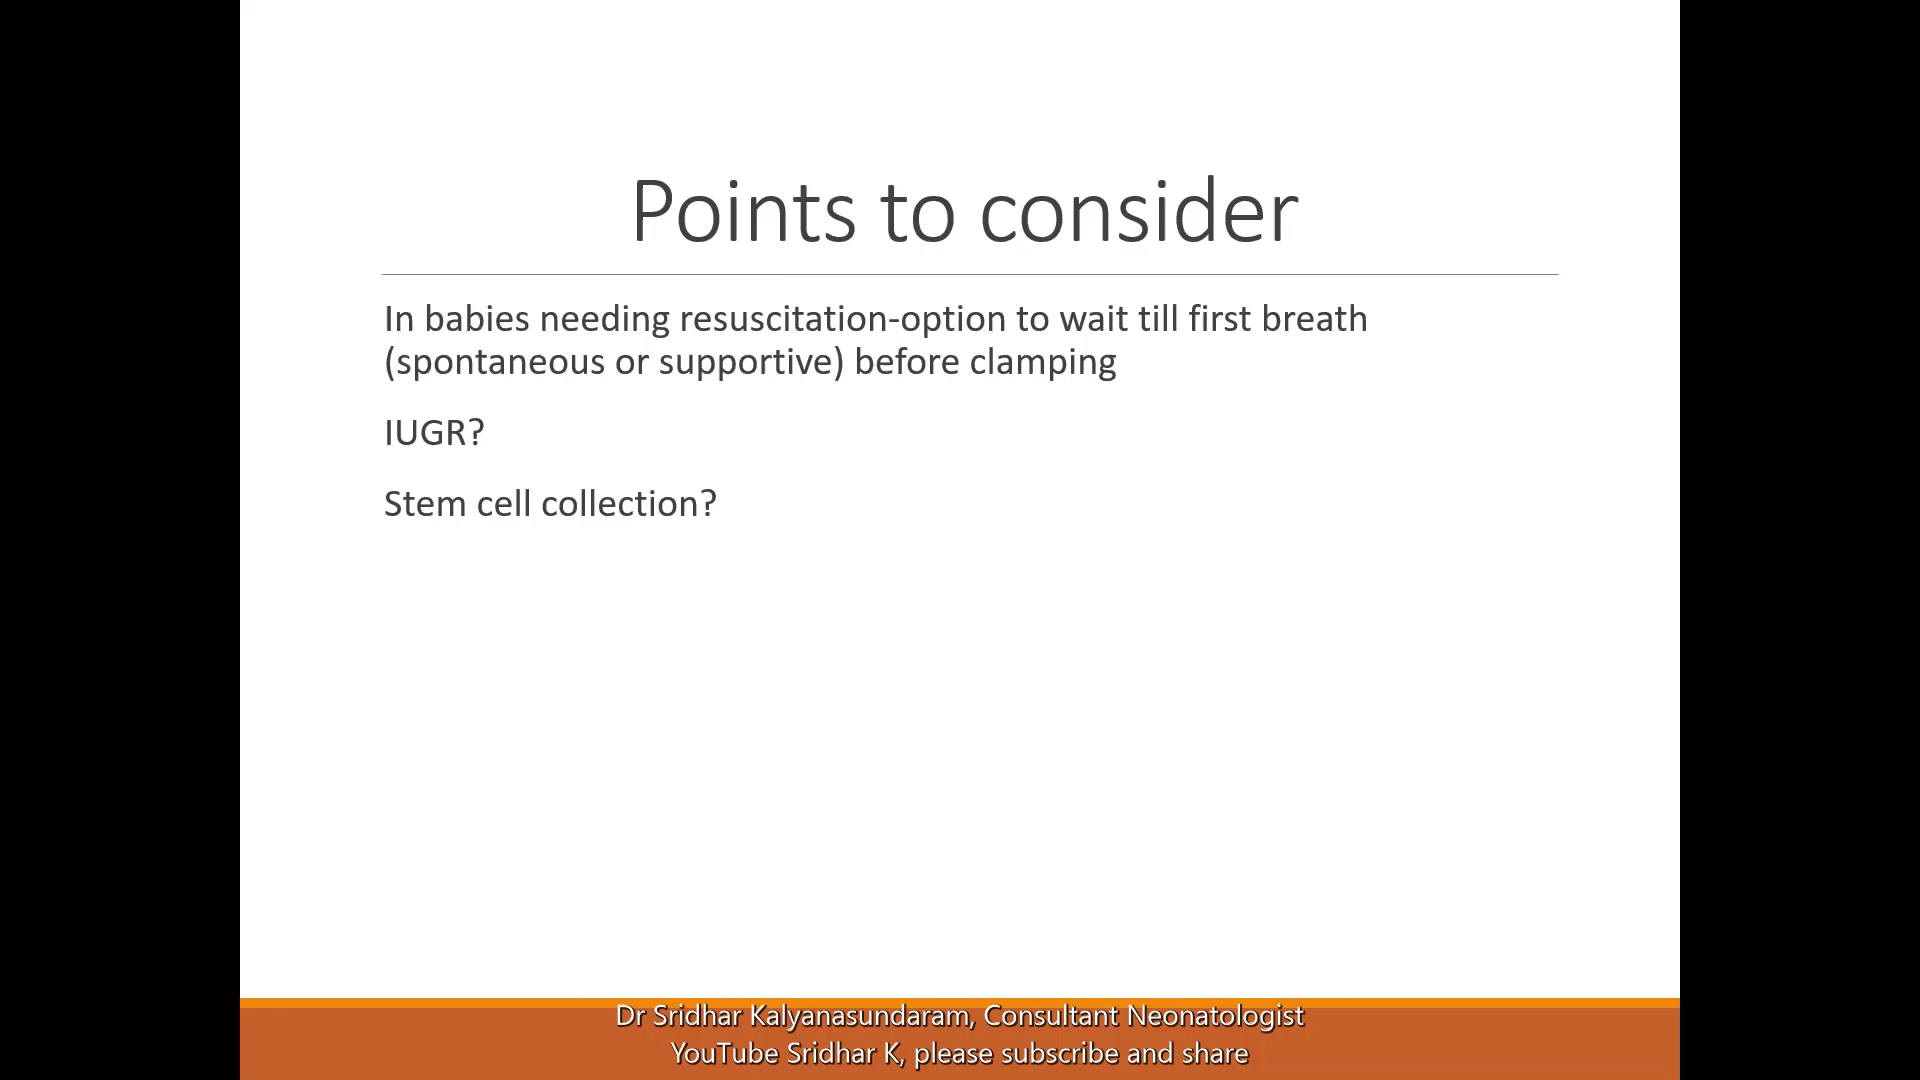 Points to consider
In babies needing resuscitation-option to wait till first breath
(spontaneous or supportive) before clamping
IUGR?
Stem cell collection?
Dr Sridhar Kalyanasundaram, Consultant Neonatologist
YouTube Sridhar K, please subscribe and share